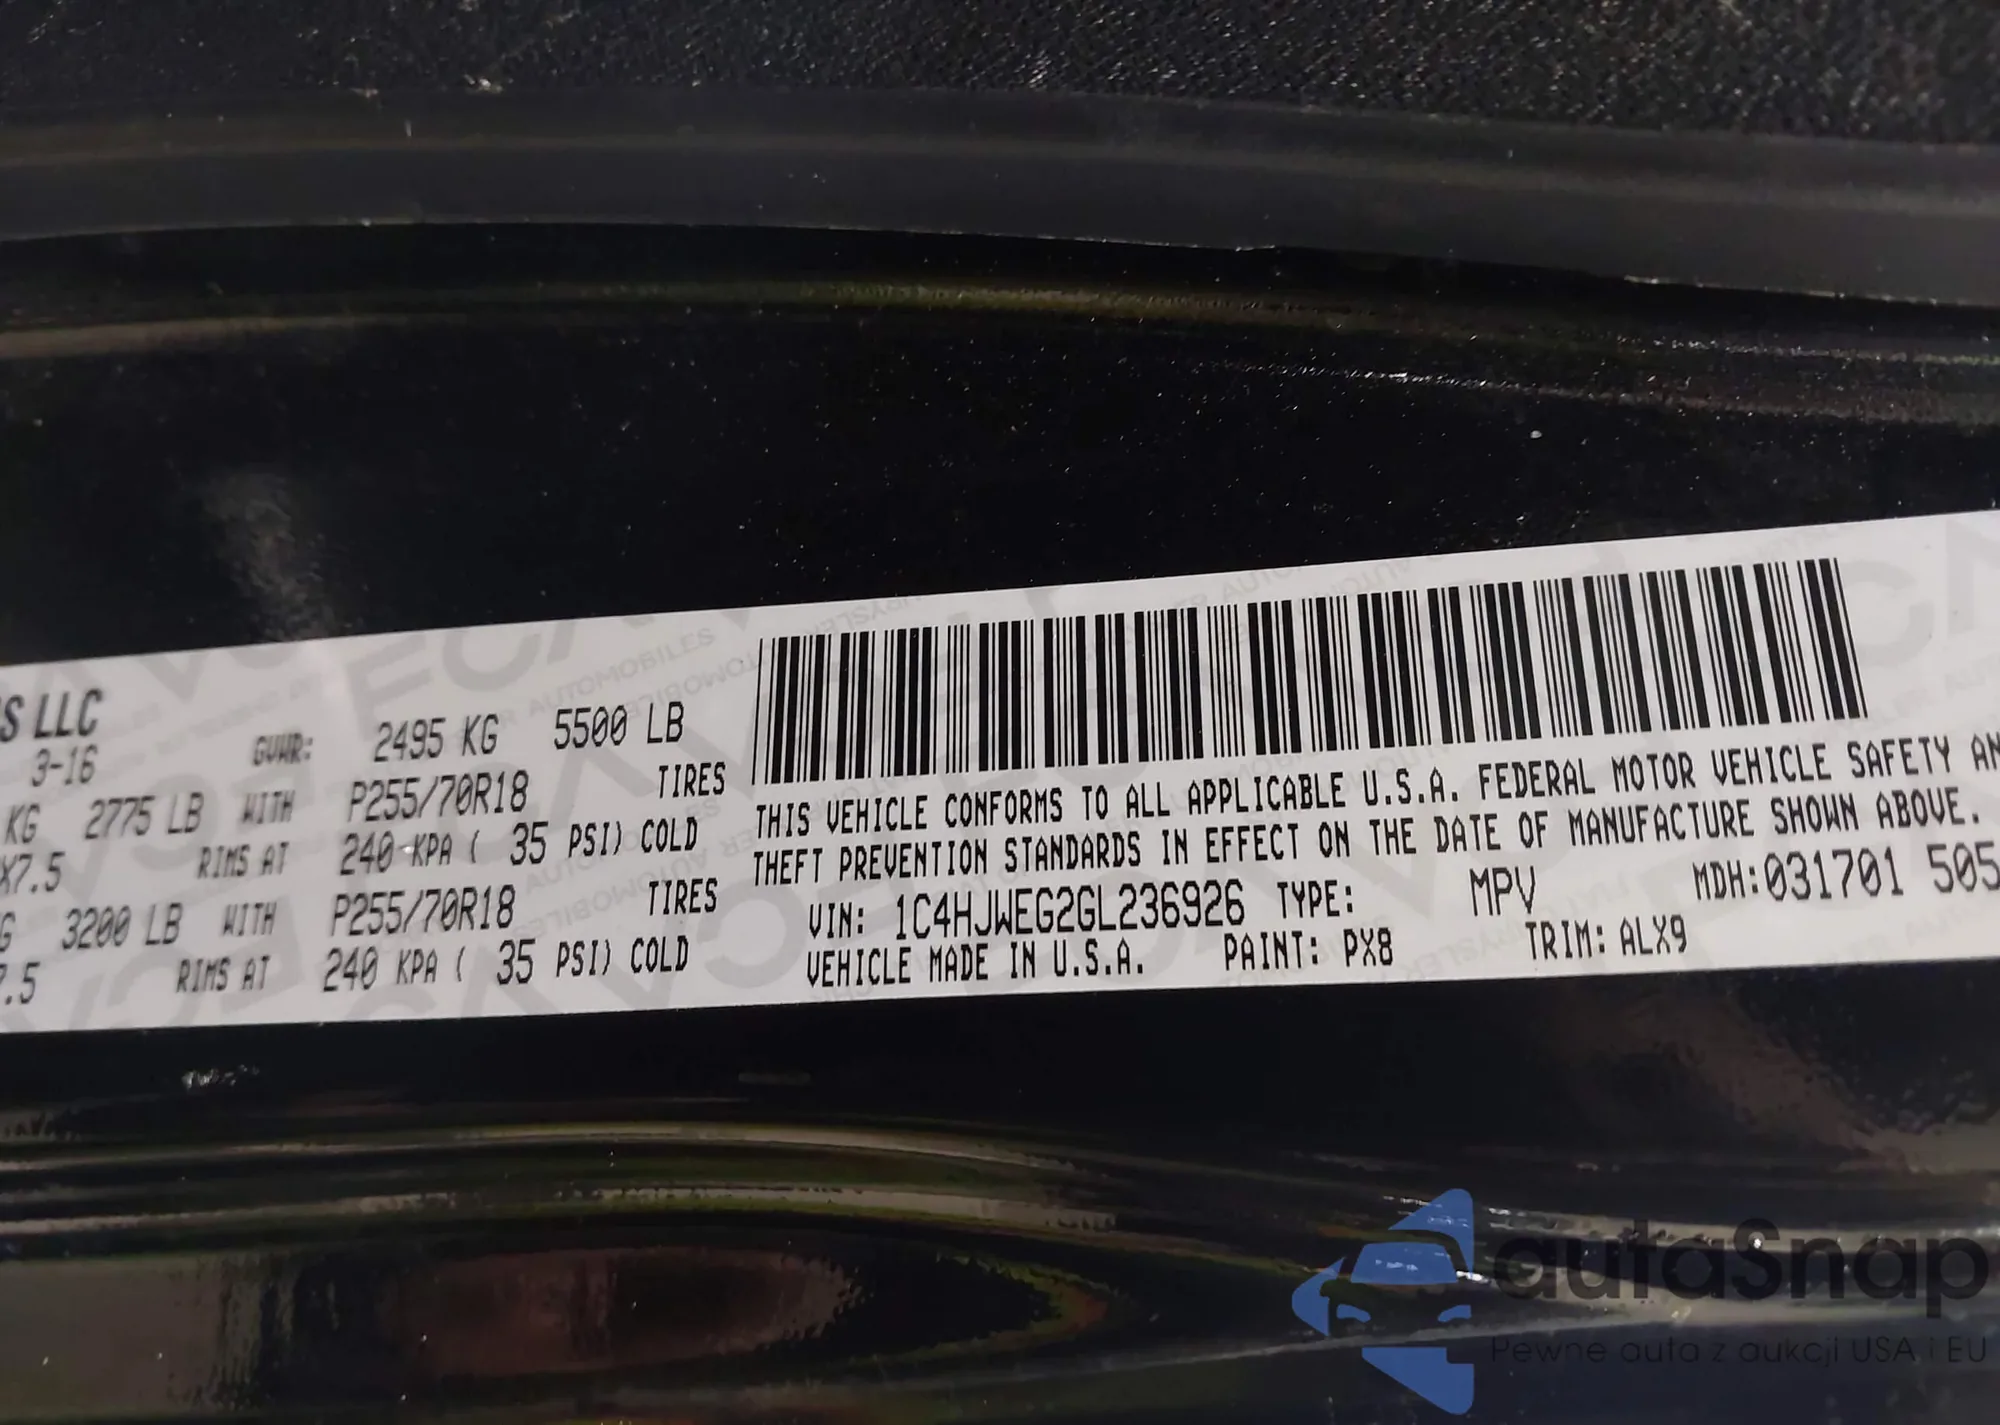 S LLC
3-16 GVWR: 2495 KG 5500 LB
KG 2775 LB WITH P255/70R18 TIRES
X7.5 RIMS AT 240 KPA ( 35 PSI) COLD
G 3200 LB WITH P255/70R18 TIRES
7.5 RIMS AT 240 KPA ( 35 PSI) COLD
THIS VEHICLE CONFORMS TO ALL APPLICABLE U.S.A. FEDERAL MOTOR VEHICLE SAFETY AN
THEFT PREVENTION STANDARDS IN EFFECT ON THE DATE OF MANUFACTURE SHOWN ABOVE.
VIN: 1C4HJWEG2GL236926 TYPE: MPV MDH:031701 505
VEHICLE MADE IN U.S.A. PAINT: PX8 TRIM: ALX9
autaSnap
Pewne auta z aukcji USA i EU